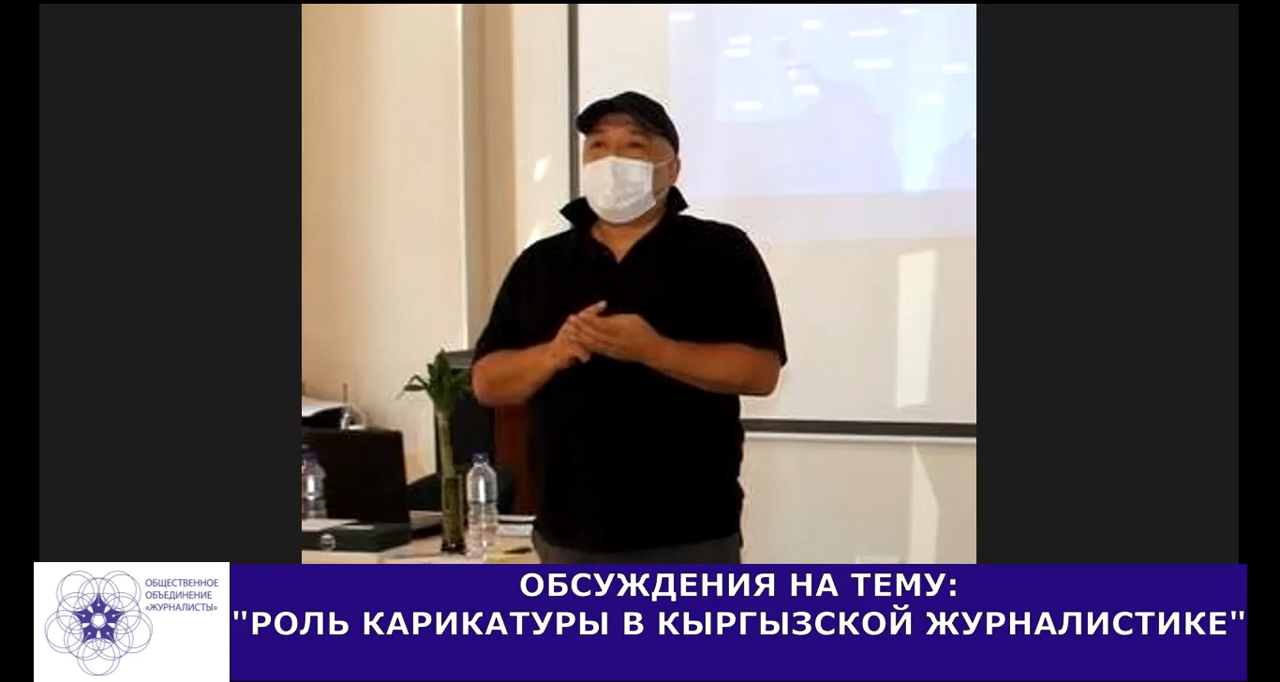 ОБЩЕСТВЕННОЕ
ОБЪЕДИНЕНИЕ
«ЖУРНАЛИСТЫ»
ОБСУЖДЕНИЯ НА ТЕМУ:
"РОЛЬ КАРИКАТУРЫ В КЫРГЫЗСКОЙ ЖУРНАЛИСТИКЕ"